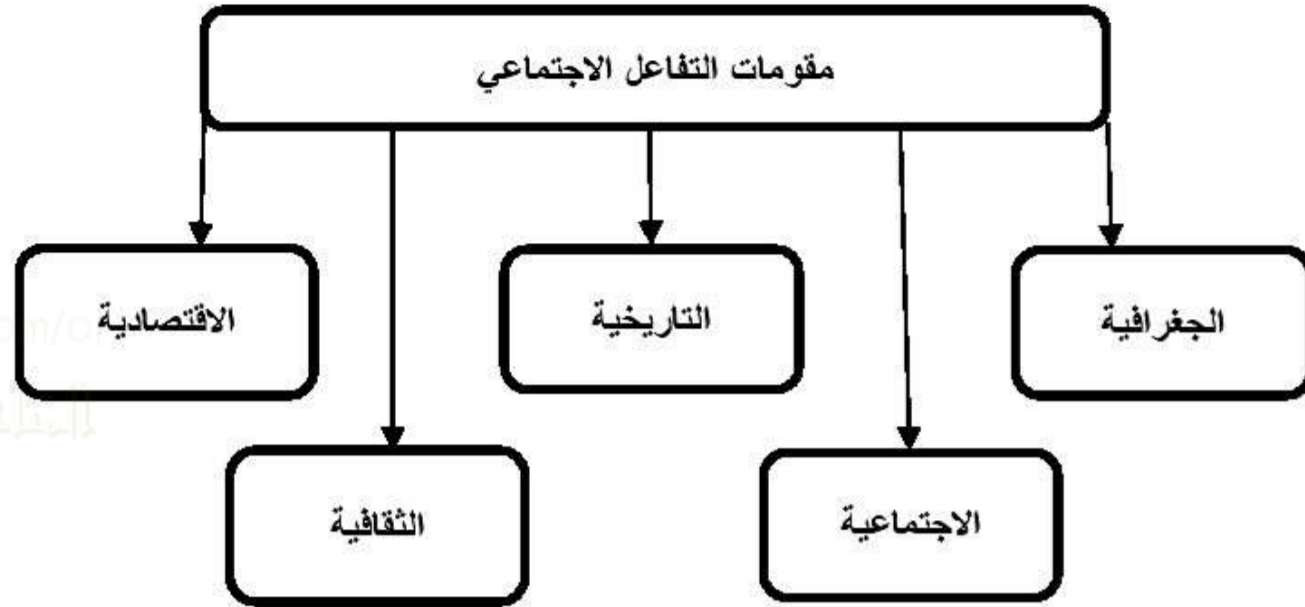 مقومات التفاعل الاجتماعي
الجغرافية
التاريخية
الاقتصادية
الاجتماعية
الثقافية